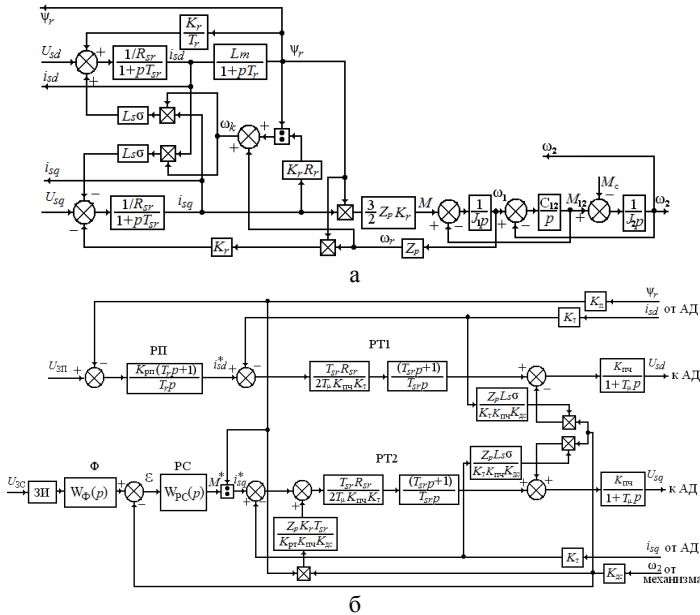 ψr
Kr/Tr
ψr
Usd
1/Rsr
1+pTsr
isd
Lm
1+pTr
isd
Lsσ
ωk
Lsσ
KrRr
isq
Usq
1/Rsr
1+pTsr
isq
3/2 ZpKr
M
1/J1p
ω1
C12/p
M12
Mc
ω2
1/J2p
ω2
Kr
ωr
Zp
а
Kп
ψr
Kт
isd от АД
РП
РТ1
UЗП
Kрп(Trp+1)
Trp
isd*
TsrRsr
2TμKпчKт
(Tsrp+1)
Tsrp
Kпч
1+Tμp
Usd
к АД
ZpLsσ
KтKпчKдс
UЗС
ЗИ
Ф
WФ(p)
ε
РС
WРС(p)
M*
isq*
РТ2
TsrRsr
2TμKпчKт
(Tsrp+1)
Tsrp
ZpLsσ
KтKпчKдс
Kпч
1+Tμp
Usq
к АД
ZpKrTsr
KртKпчKдс
Kт
isq от АД
Kдс
ω2 от
механизма
б